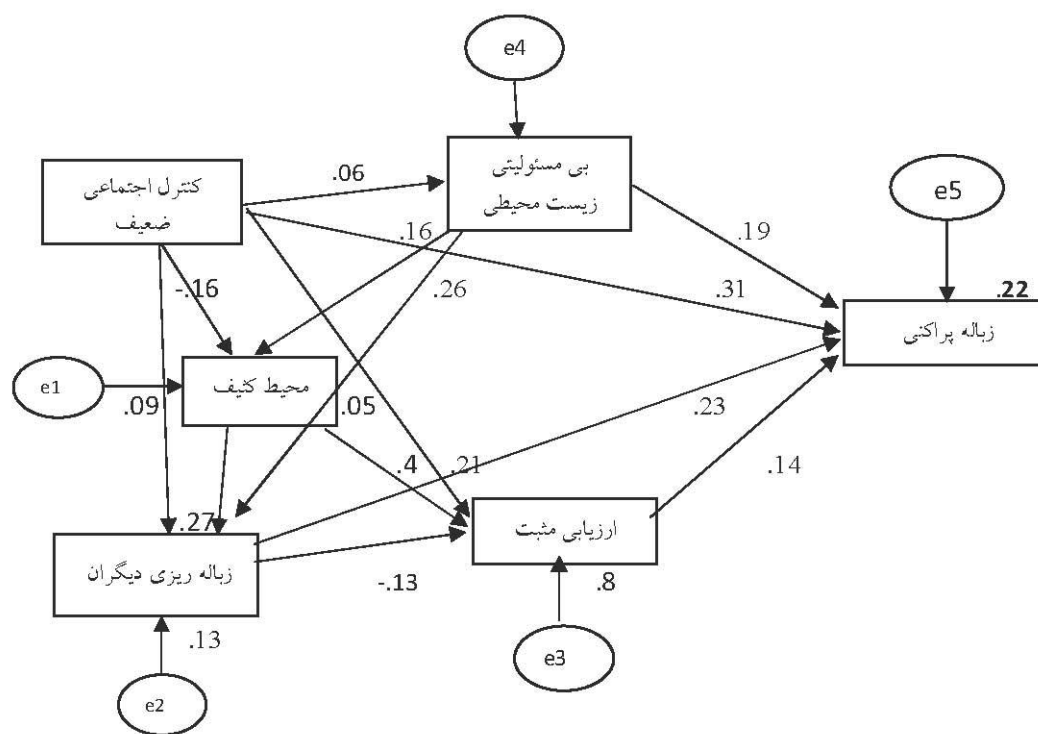 e4
بی مسئولیتی
زیست محیطی
کنترل اجتماعی
ضعیف
.06
e5
.16
.19
-.16
.26
.31
.22
زباله پراکنی
محیط کثیف
e1
.09
.05
.23
.4
.21
.14
.27
ارزیابی مثبت
زباله ریزی دیگران
-.13
.8
.13
e3
e2